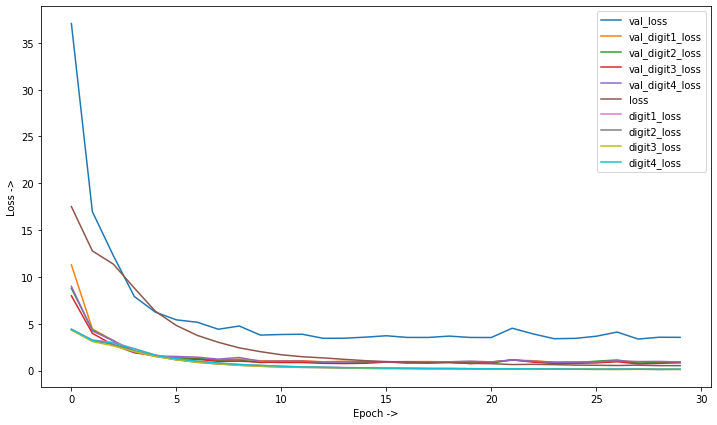 35
30
25
20
15
10
5
0
Loss ->
0
5
10
15
20
25
30
Epoch ->
val_loss
val_digit1_loss
val_digit2_loss
val_digit3_loss
val_digit4_loss
loss
digit1_loss
digit2_loss
digit3_loss
digit4_loss